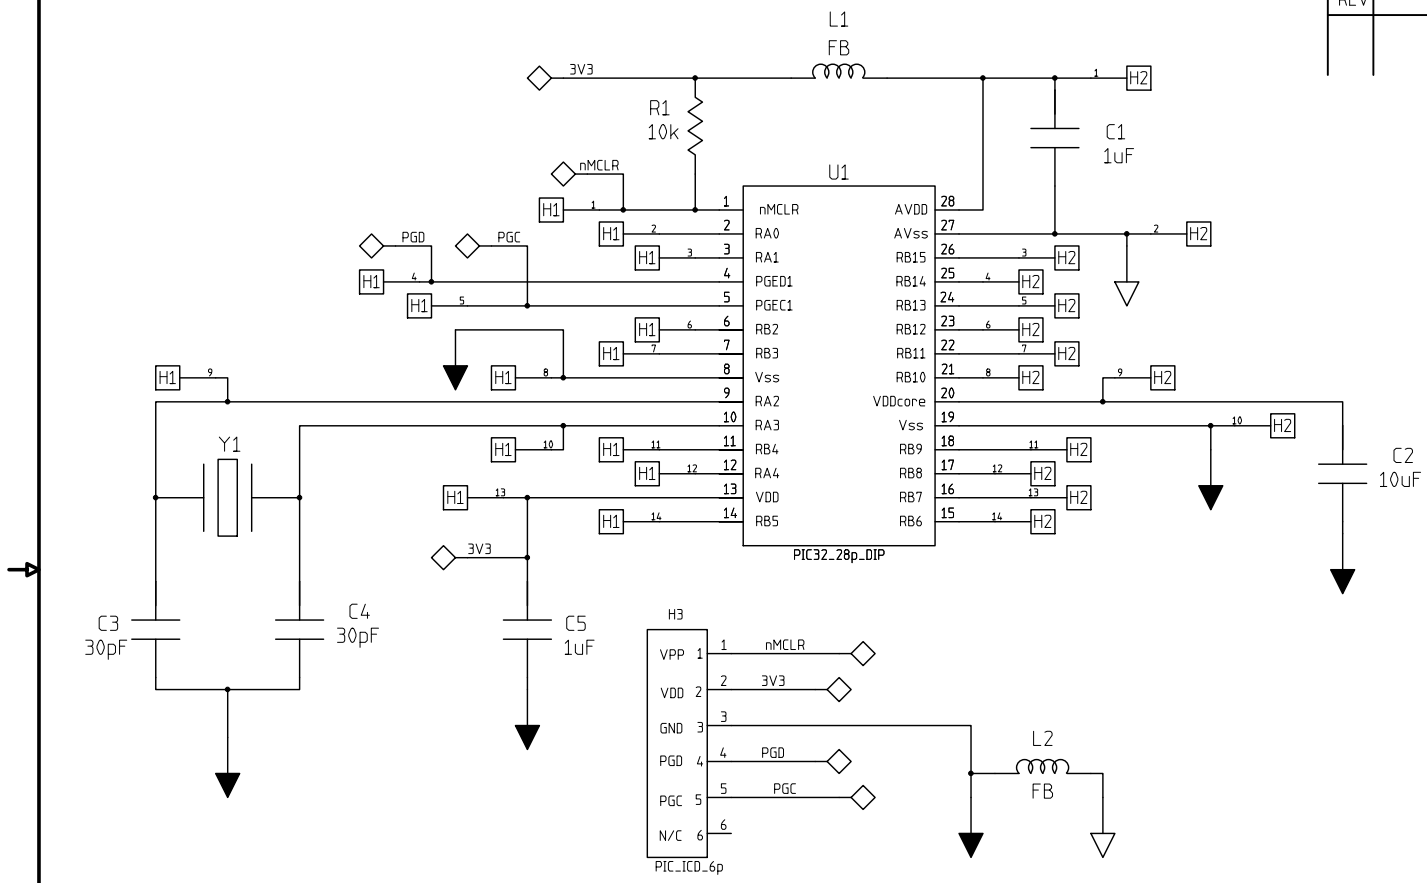 REV
L1
FB
3V3
1
H2
R1
10k
C1
1uF
nMCLR
U1
H1
1
1
nMCLR
AVDD
28
H1
2
2
RA0
AVss
27
2
H2
PGD
PGC
H1
3
3
RA1
RB15
26
3
H2
H1
4
4
PGED1
RB14
25
4
H2
H1
5
5
PGEC1
RB13
24
5
H2
H1
6
6
RB2
RB12
23
6
H2
H1
7
7
RB3
RB11
22
7
H2
H1
9
H1
8
8
Vss
RB10
21
8
H2
9
H2
9
RA2
VDDcore
20
10
RA3
Vss
19
10
H2
Y1
H1
10
H1
11
11
RB4
RB9
18
11
H2
C2
10uF
H1
12
12
RA4
RB8
17
12
H2
H1
13
13
VDD
RB7
16
13
H2
H1
14
14
RB5
RB6
15
14
H2
3V3
PIC32_28p_DIP
C3
30pF
C4
30pF
C5
1uF
H3
VPP 1
1
nMCLR
VDD 2
2
3V3
GND 3
3
PGD 4
4
PGD
PGC 5
5
PGC
N/C 6
6
PIC_ICD_6p
L2
FB